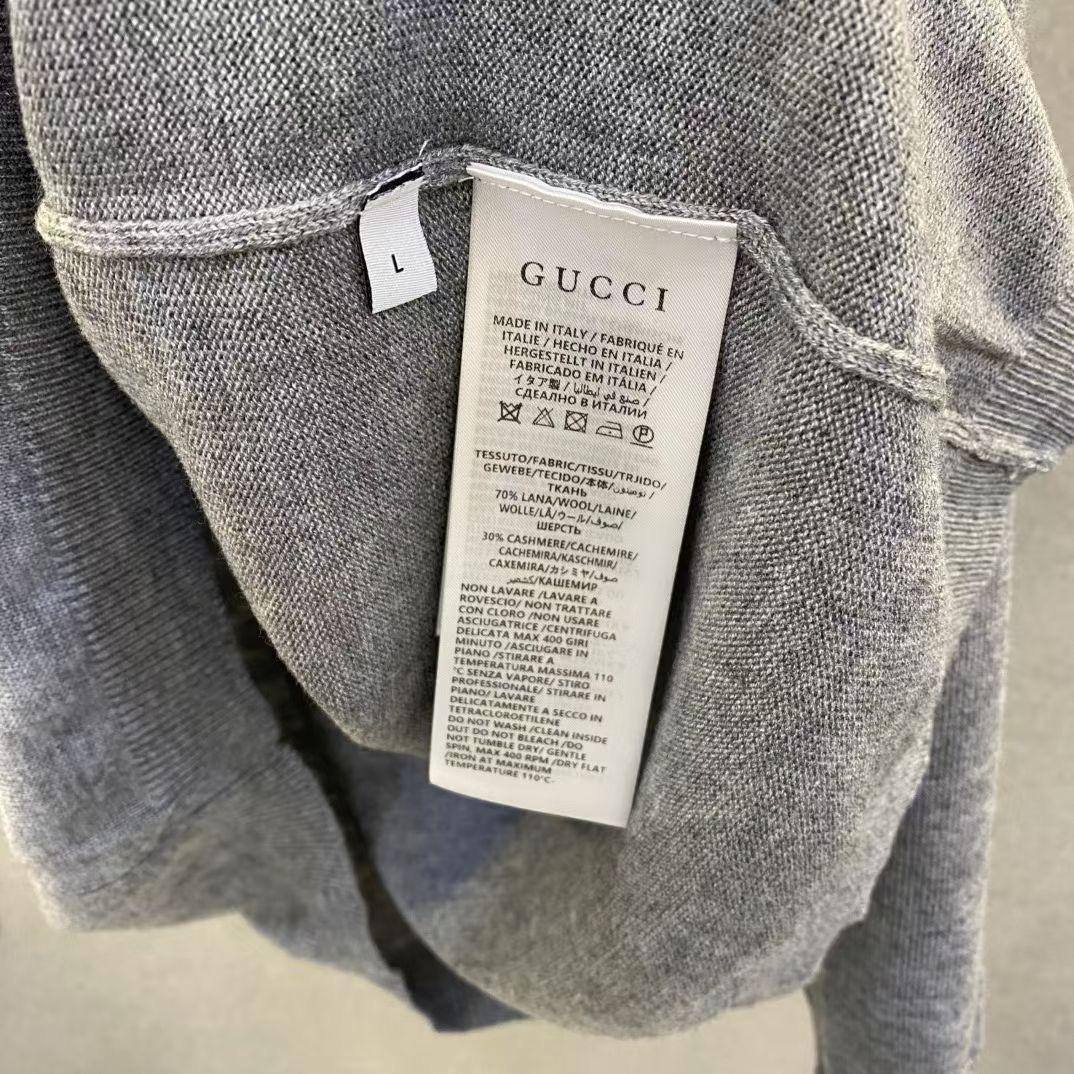 L
GUCCI
MADE IN ITALY / FABRIQUÉ EN
ITALIE / HECHO EN ITALIA /
HERGESTELLT IN ITALIEN /
FABRICADO EM ITÁLIA /
イタア製 / صنع في ايطاليا /
СДЕАЛНО В ИТАЛИИ
P
TESSUTO/FABRIC/TISSU/TRJIDO/
GEWEBE/TECIDO/本体/
ТКАНЬ
70% LANA/WOOL/LAINE/
WOLLE/LÃ/ウール/صوف/
ШЕРСТЬ
30% CASHMERE/CACHEMIRE/
CACHEMIRA/KASCHMIR/
CAXEMIRA/カシミヤ/صوف
كشمير/КАШЕМИР
NON LAVARE /LAVARE A
ROVESCIO/ NON TRATTARE
CON CLORO /NON USARE
ASCIUGATRICE /CENTRIFUGA
DELICATA MAX 400 GIRI
MINUTO /ASCIUGARE IN
PIANO /STIRARE A
TEMPERATURA MASSIMA 110
°C SENZA VAPORE/ STIRO
PROFESSIONALE/ STIRARE IN
PIANO/ LAVARE
DELICATAMENTE A SECCO IN
TETRACLOROETILENE
DO NOT WASH /CLEAN INSIDE
OUT DO NOT BLEACH /DO
NOT TUMBLE DRY/ GENTLE
SPIN, MAX 400 RPM /DRY FLAT
/IRON AT MAXIMUM
TEMPERATURE 110°C-